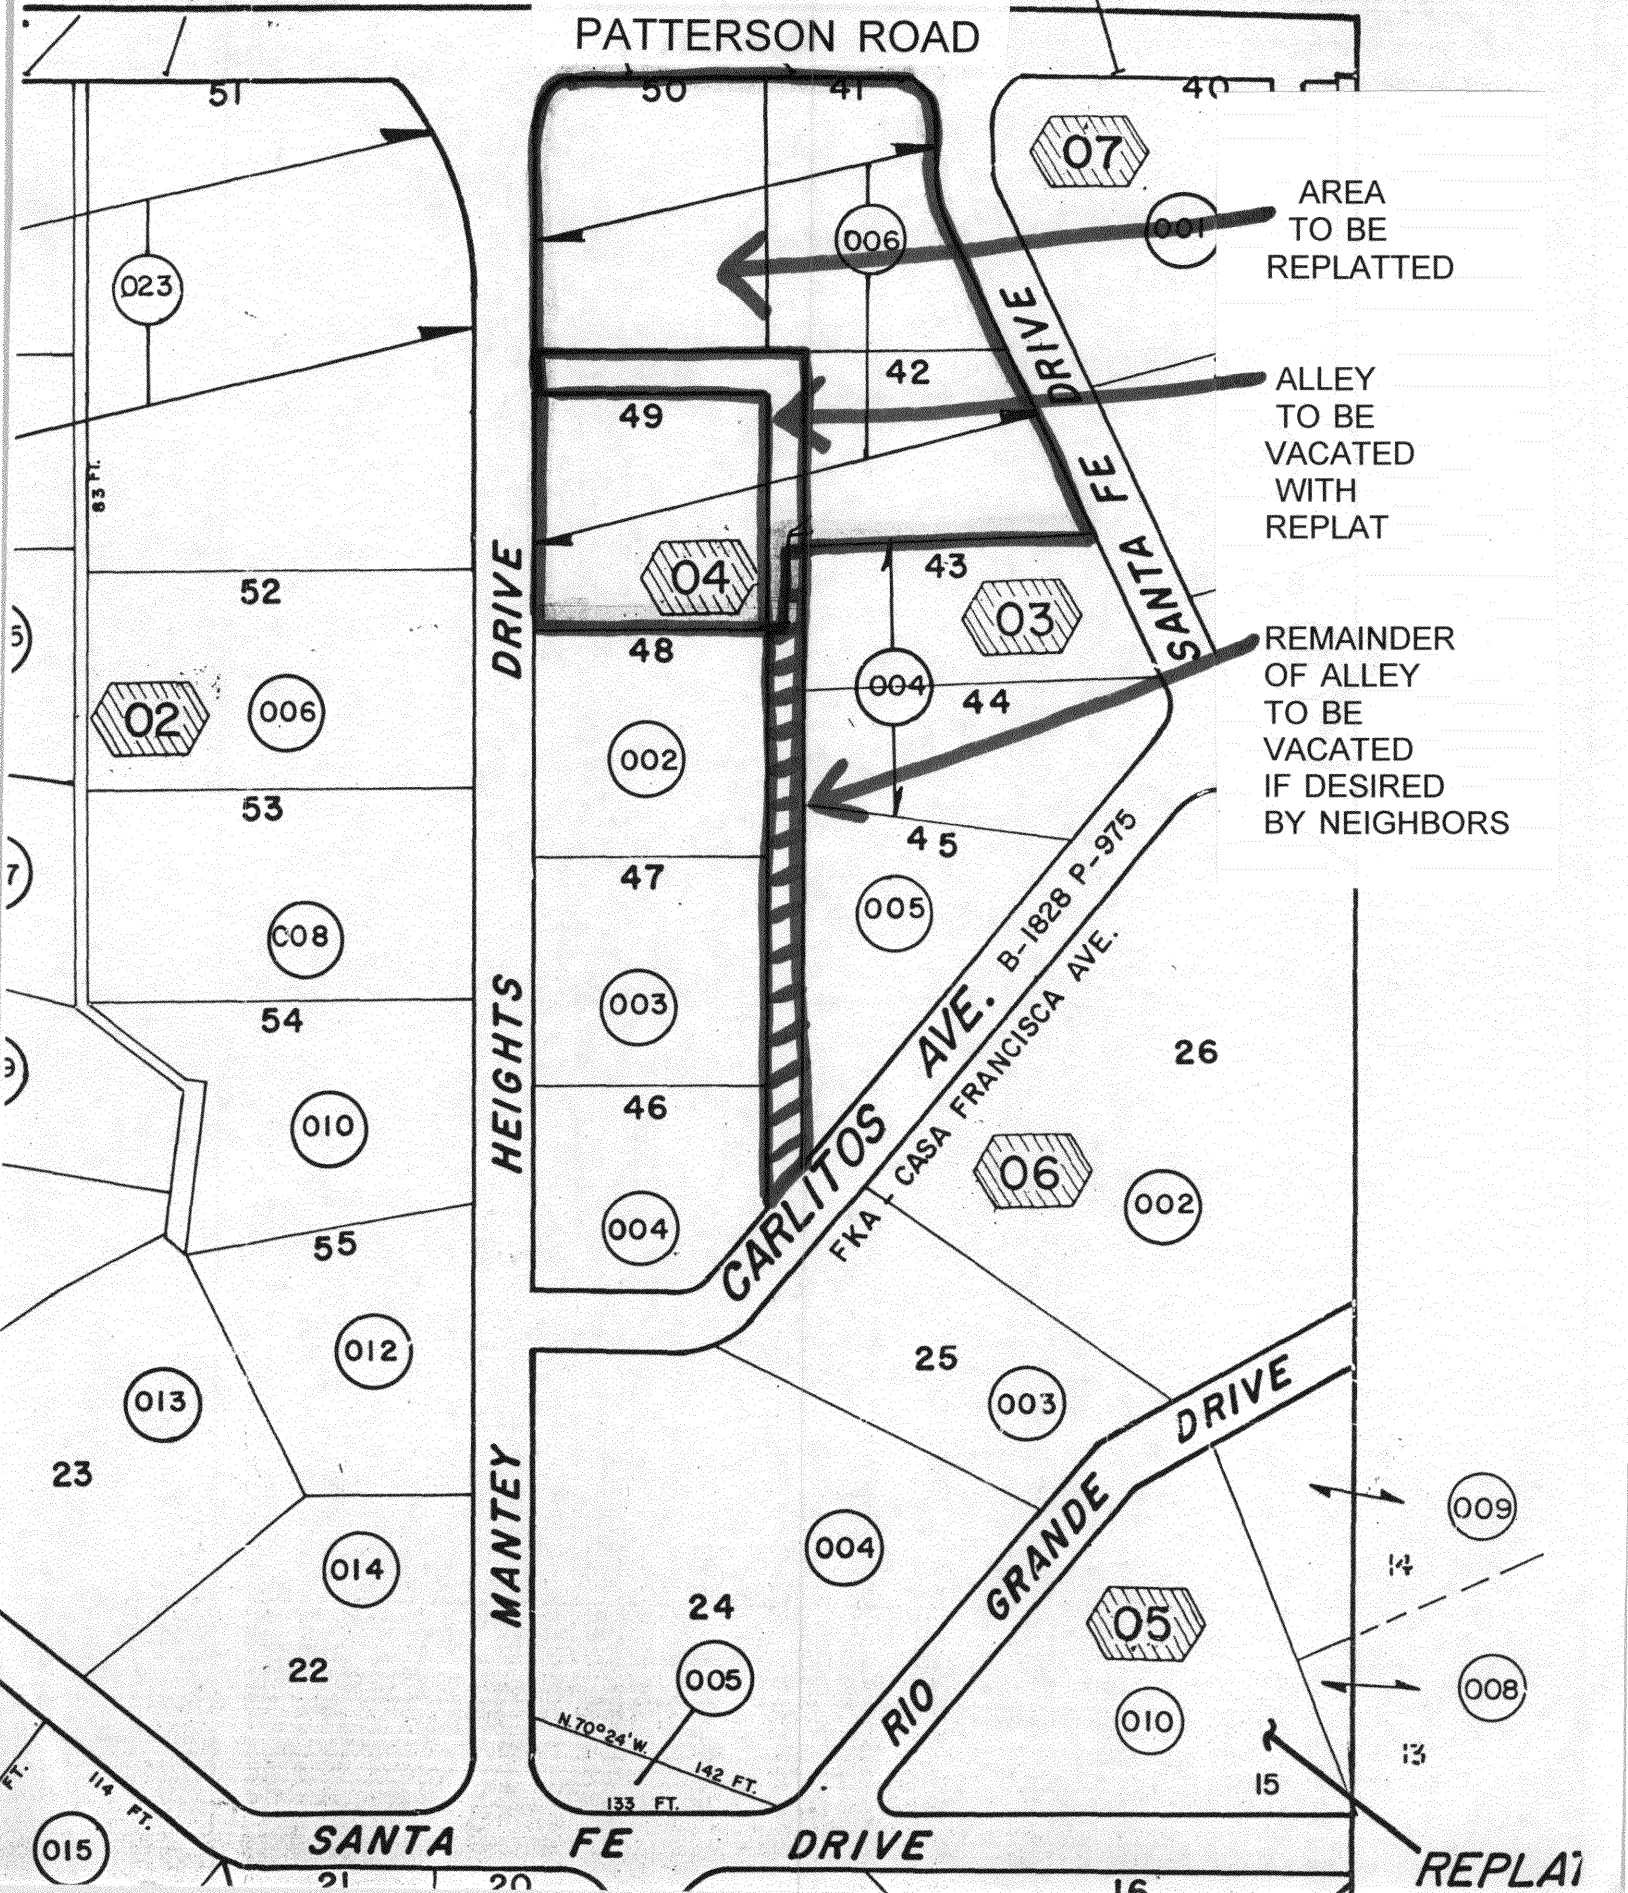 PATTERSON ROAD
51
50
41
40
07
AREA
TO BE
REPLATTED
001
006
023
DRIVE
42
ALLEY
TO BE
VACATED
WITH
REPLAT
49
83 FT.
FE
SANTA
04
43
03
52
DRIVE
48
REMAINDER
OF ALLEY
TO BE
VACATED
IF DESIRED
BY NEIGHBORS
004
44
02
006
002
53
45
47
B-1828 P-975
005
008
003
54
HEIGHTS
CARLITOS AVE.
FKA - CASA FRANCISCA AVE.
26
46
010
06
002
004
55
012
25
003
013
23
MANTEY
RIO GRANDE DRIVE
009
014
004
14
24
05
22
005
008
010
N.70°24'W.
142 FT.
13
15
133 FT.
FT.
114 FT.
015
SANTA FE DRIVE
REPLAT
21
20
16